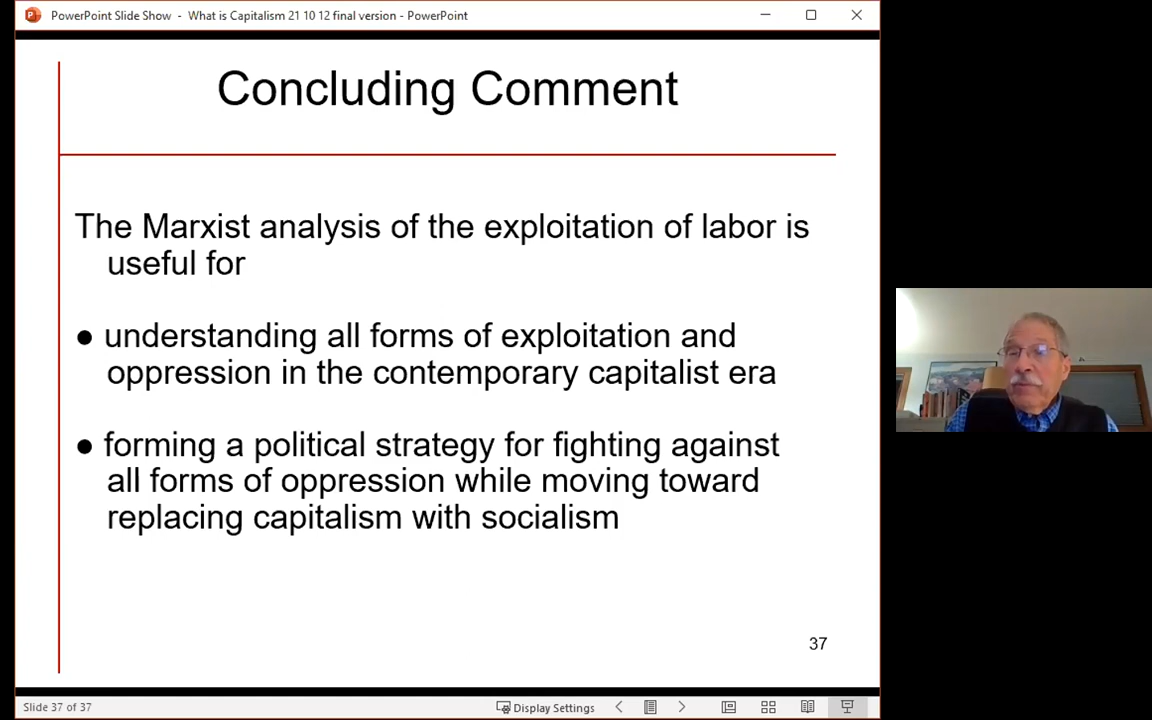 PowerPoint Slide Show - What is Capitalism 21 10 12 final version - PowerPoint
Concluding Comment
The Marxist analysis of the exploitation of labor is
useful for
● understanding all forms of exploitation and
oppression in the contemporary capitalist era
● forming a political strategy for fighting against
all forms of oppression while moving toward
replacing capitalism with socialism
37
Slide 37 of 37
Display Settings